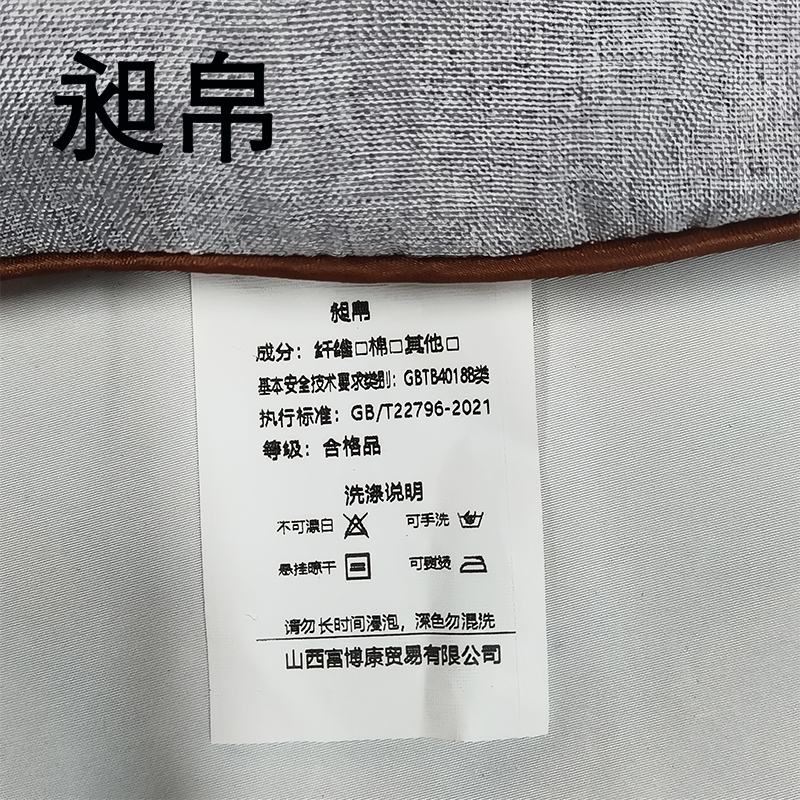 昶帛
昶帛
成分：纤维□棉□其他□
基本安全技术要求类别：GBTB4018B类
执行标准：GB/T22796-2021
等级：合格品
洗涤说明
不可漂白 可手洗
悬挂晾干 可熨烫
请勿长时间浸泡，深色勿混洗
山西富博康贸易有限公司